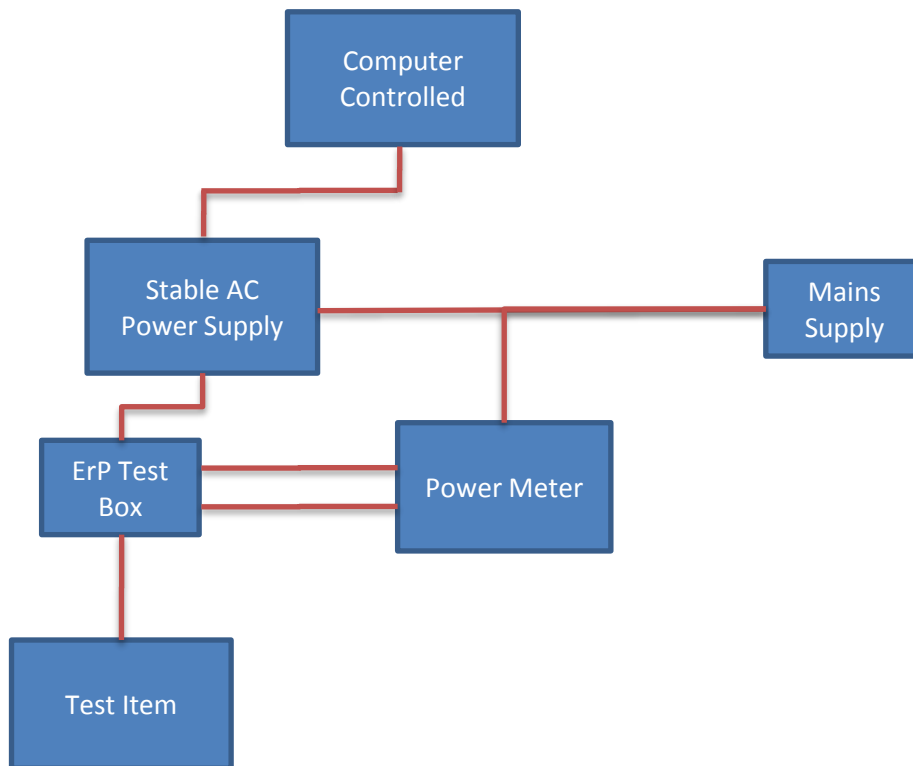 Computer
Controlled
Stable AC
Power Supply
Mains
Supply
ErP Test
Box
Power Meter
Test Item